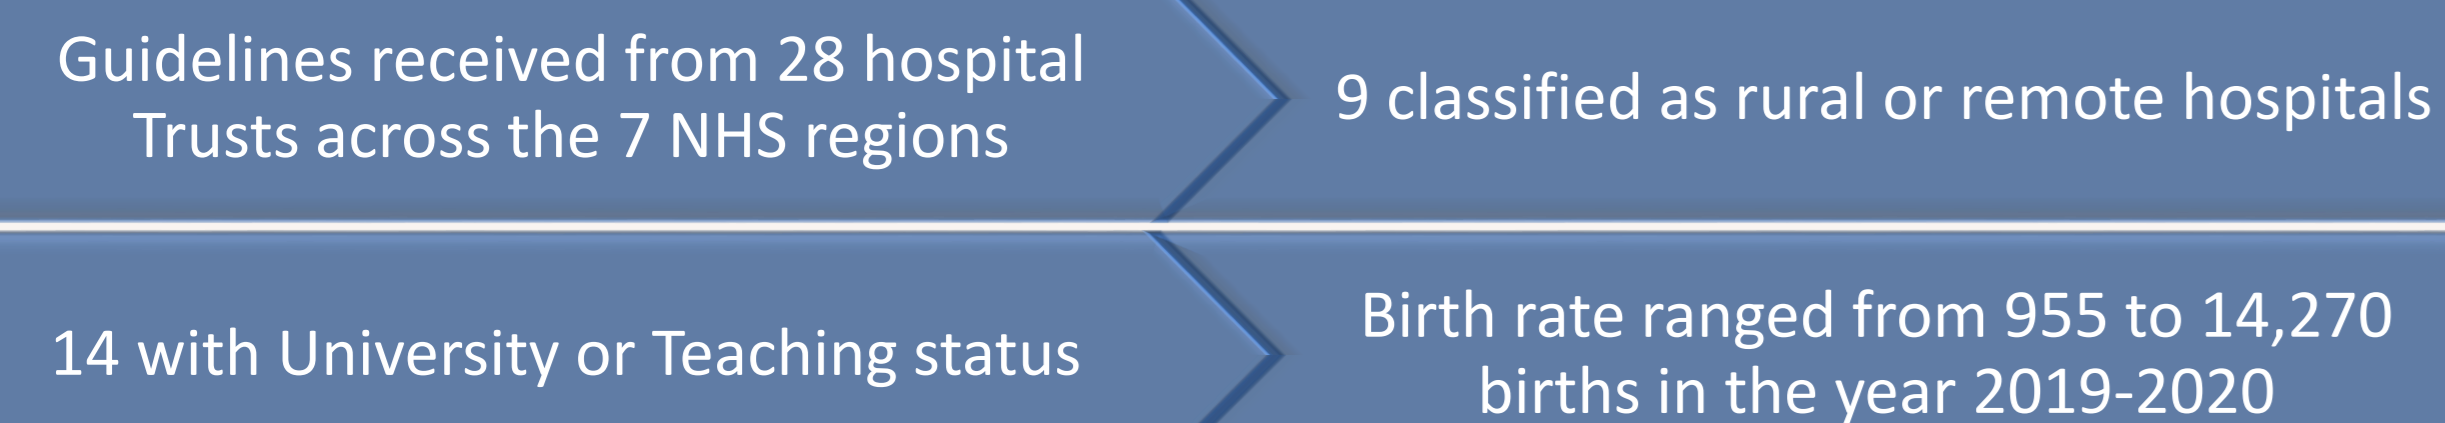 Guidelines received from 28 hospital
Trusts across the 7 NHS regions
9 classified as rural or remote hospitals
14 with University or Teaching status
Birth rate ranged from 955 to 14,270
births in the year 2019-2020